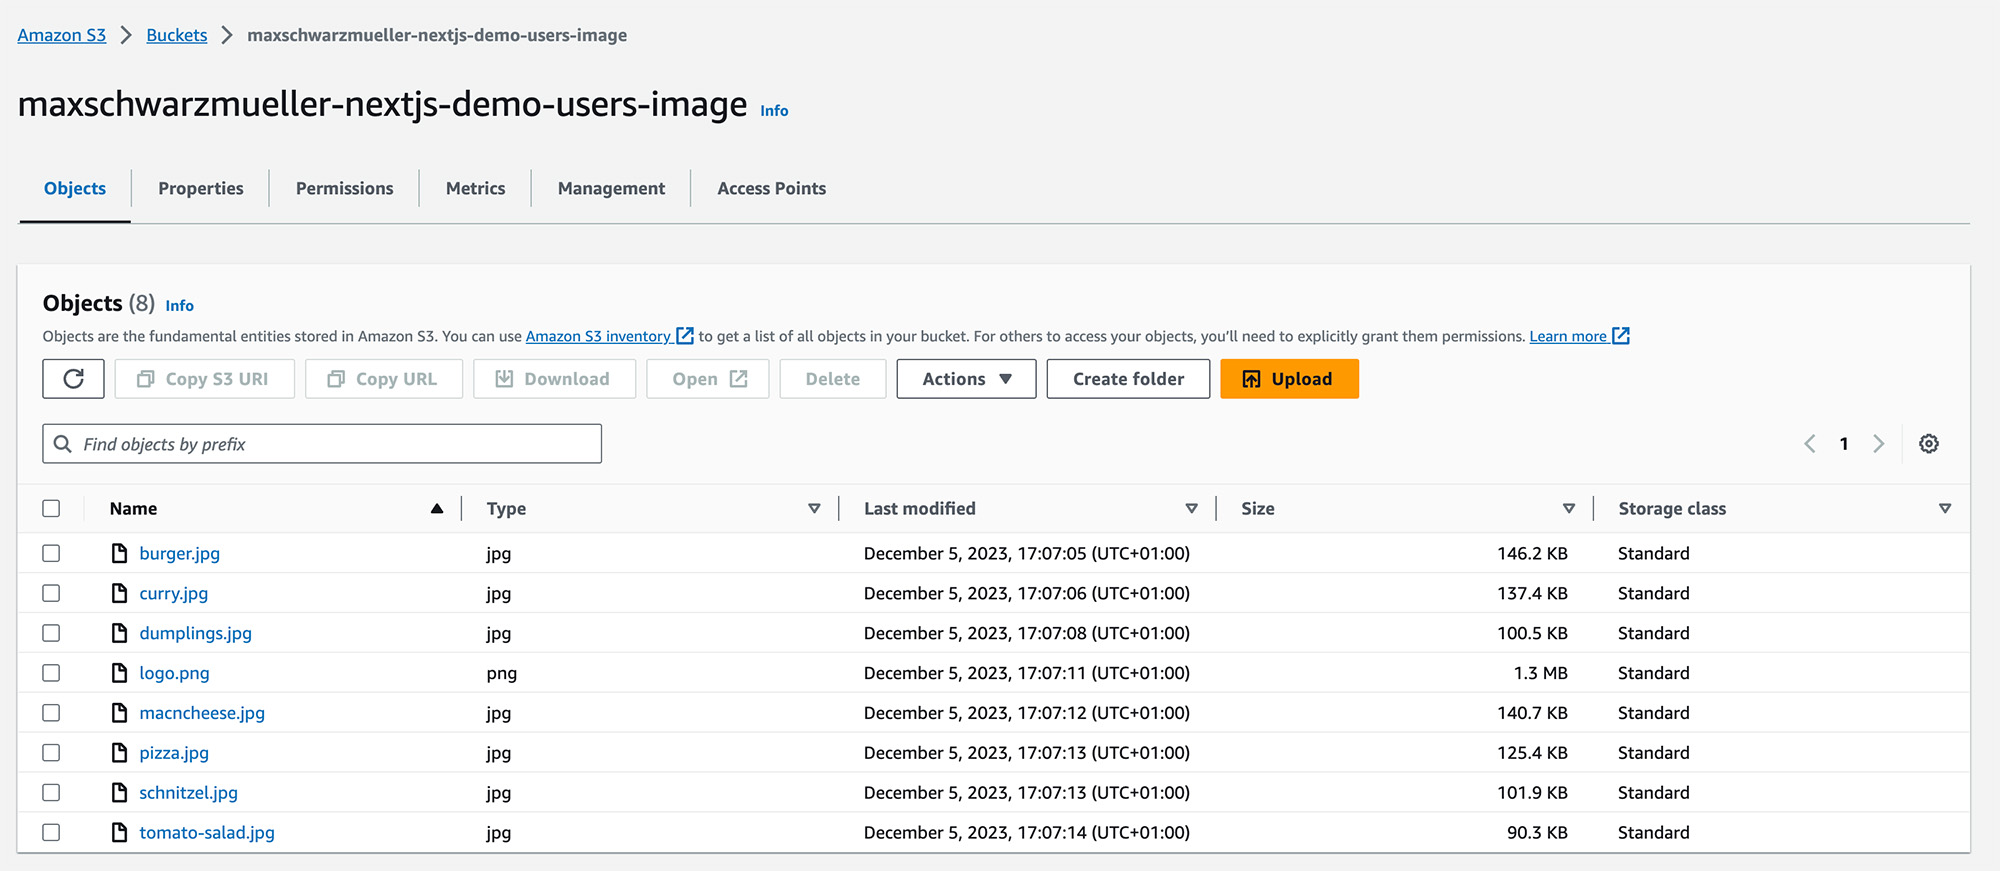 Amazon S3 > Buckets > maxschwarzmueller-nextjs-demo-users-image
maxschwarzmueller-nextjs-demo-users-image Info
Objects Properties Permissions Metrics Management Access Points
Objects (8) Info
Objects are the fundamental entities stored in Amazon S3. You can use Amazon S3 inventory to get a list of all objects in your bucket. For others to access your objects, you’ll need to explicitly grant them permissions. Learn more
Copy S3 URI Copy URL Download Open Delete Actions Create folder Upload
Find objects by prefix 1
Name Type Last modified Size Storage class
burger.jpg jpg December 5, 2023, 17:07:05 (UTC+01:00) 146.2 KB Standard
curry.jpg jpg December 5, 2023, 17:07:06 (UTC+01:00) 137.4 KB Standard
dumplings.jpg jpg December 5, 2023, 17:07:08 (UTC+01:00) 100.5 KB Standard
logo.png png December 5, 2023, 17:07:11 (UTC+01:00) 1.3 MB Standard
macncheese.jpg jpg December 5, 2023, 17:07:12 (UTC+01:00) 140.7 KB Standard
pizza.jpg jpg December 5, 2023, 17:07:13 (UTC+01:00) 125.4 KB Standard
schnitzel.jpg jpg December 5, 2023, 17:07:13 (UTC+01:00) 101.9 KB Standard
tomato-salad.jpg jpg December 5, 2023, 17:07:14 (UTC+01:00) 90.3 KB Standard